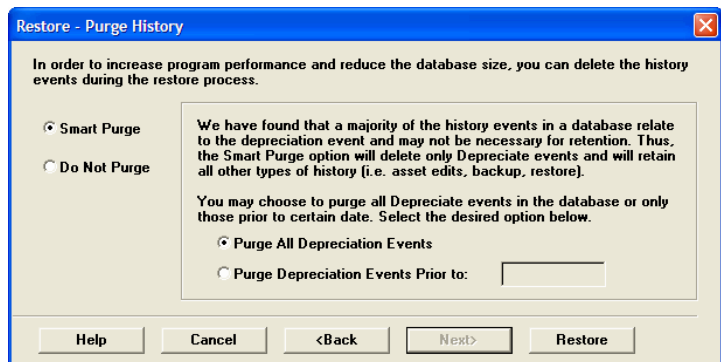 Restore - Purge History
In order to increase program performance and reduce the database size, you can delete the history
events during the restore process.
Smart Purge
Do Not Purge
We have found that a majority of the history events in a database relate
to the depreciation event and may not be necessary for retention. Thus,
the Smart Purge option will delete only Depreciate events and will retain
all other types of history (i.e. asset edits, backup, restore).
You may choose to purge all Depreciate events in the database or only
those prior to certain date. Select the desired option below.
Purge All Depreciation Events
Purge Depreciation Events Prior to:
Help
Cancel
<Back
Next>
Restore